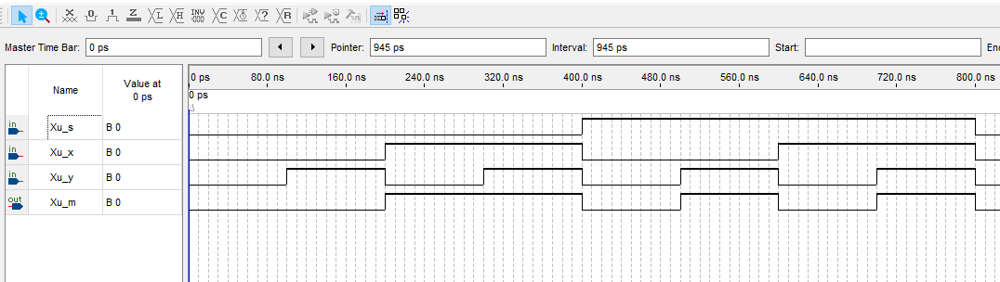 Master Time Bar: 0 ps Pointer: 945 ps Interval: 945 ps Start: En
Name Value at 0 ps
0 ps 80.0 ns 160.0 ns 240.0 ns 320.0 ns 400.0 ns 480.0 ns 560.0 ns 640.0 ns 720.0 ns 800.0 ns
0 ps
in Xu_s B 0
in Xu_x B 0
in Xu_y B 0
out Xu_m B 0